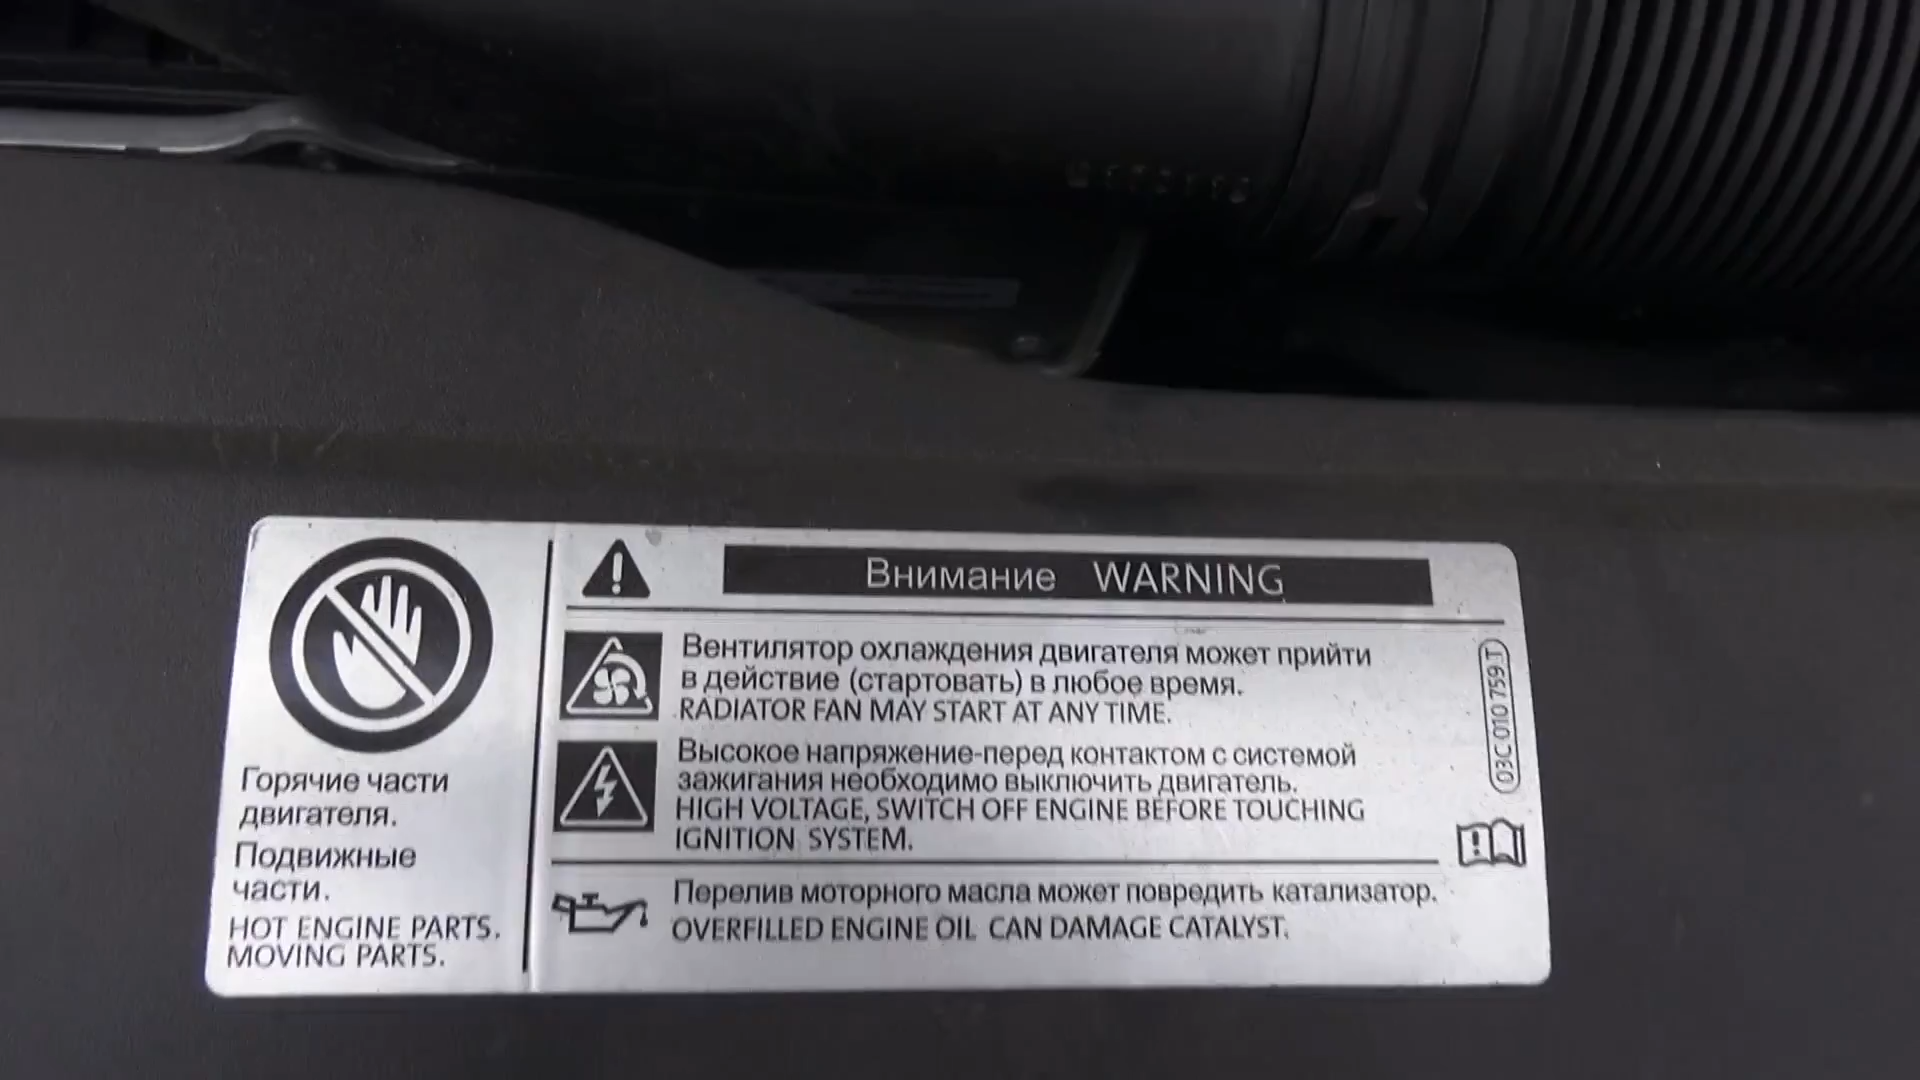 Внимание WARNING
Вентилятор охлаждения двигателя может прийти
в действие (стартовать) в любое время.
RADIATOR FAN MAY START AT ANY TIME.
Высокое напряжение-перед контактом с системой
зажигания необходимо выключить двигатель.
HIGH VOLTAGE, SWITCH OFF ENGINE BEFORE TOUCHING
IGNITION SYSTEM.
Перелив моторного масла может повредить катализатор.
OVERFILLED ENGINE OIL CAN DAMAGE CATALYST.
Горячие части
двигателя.
Подвижные
части.
HOT ENGINE PARTS.
MOVING PARTS.
03C 010 759 T